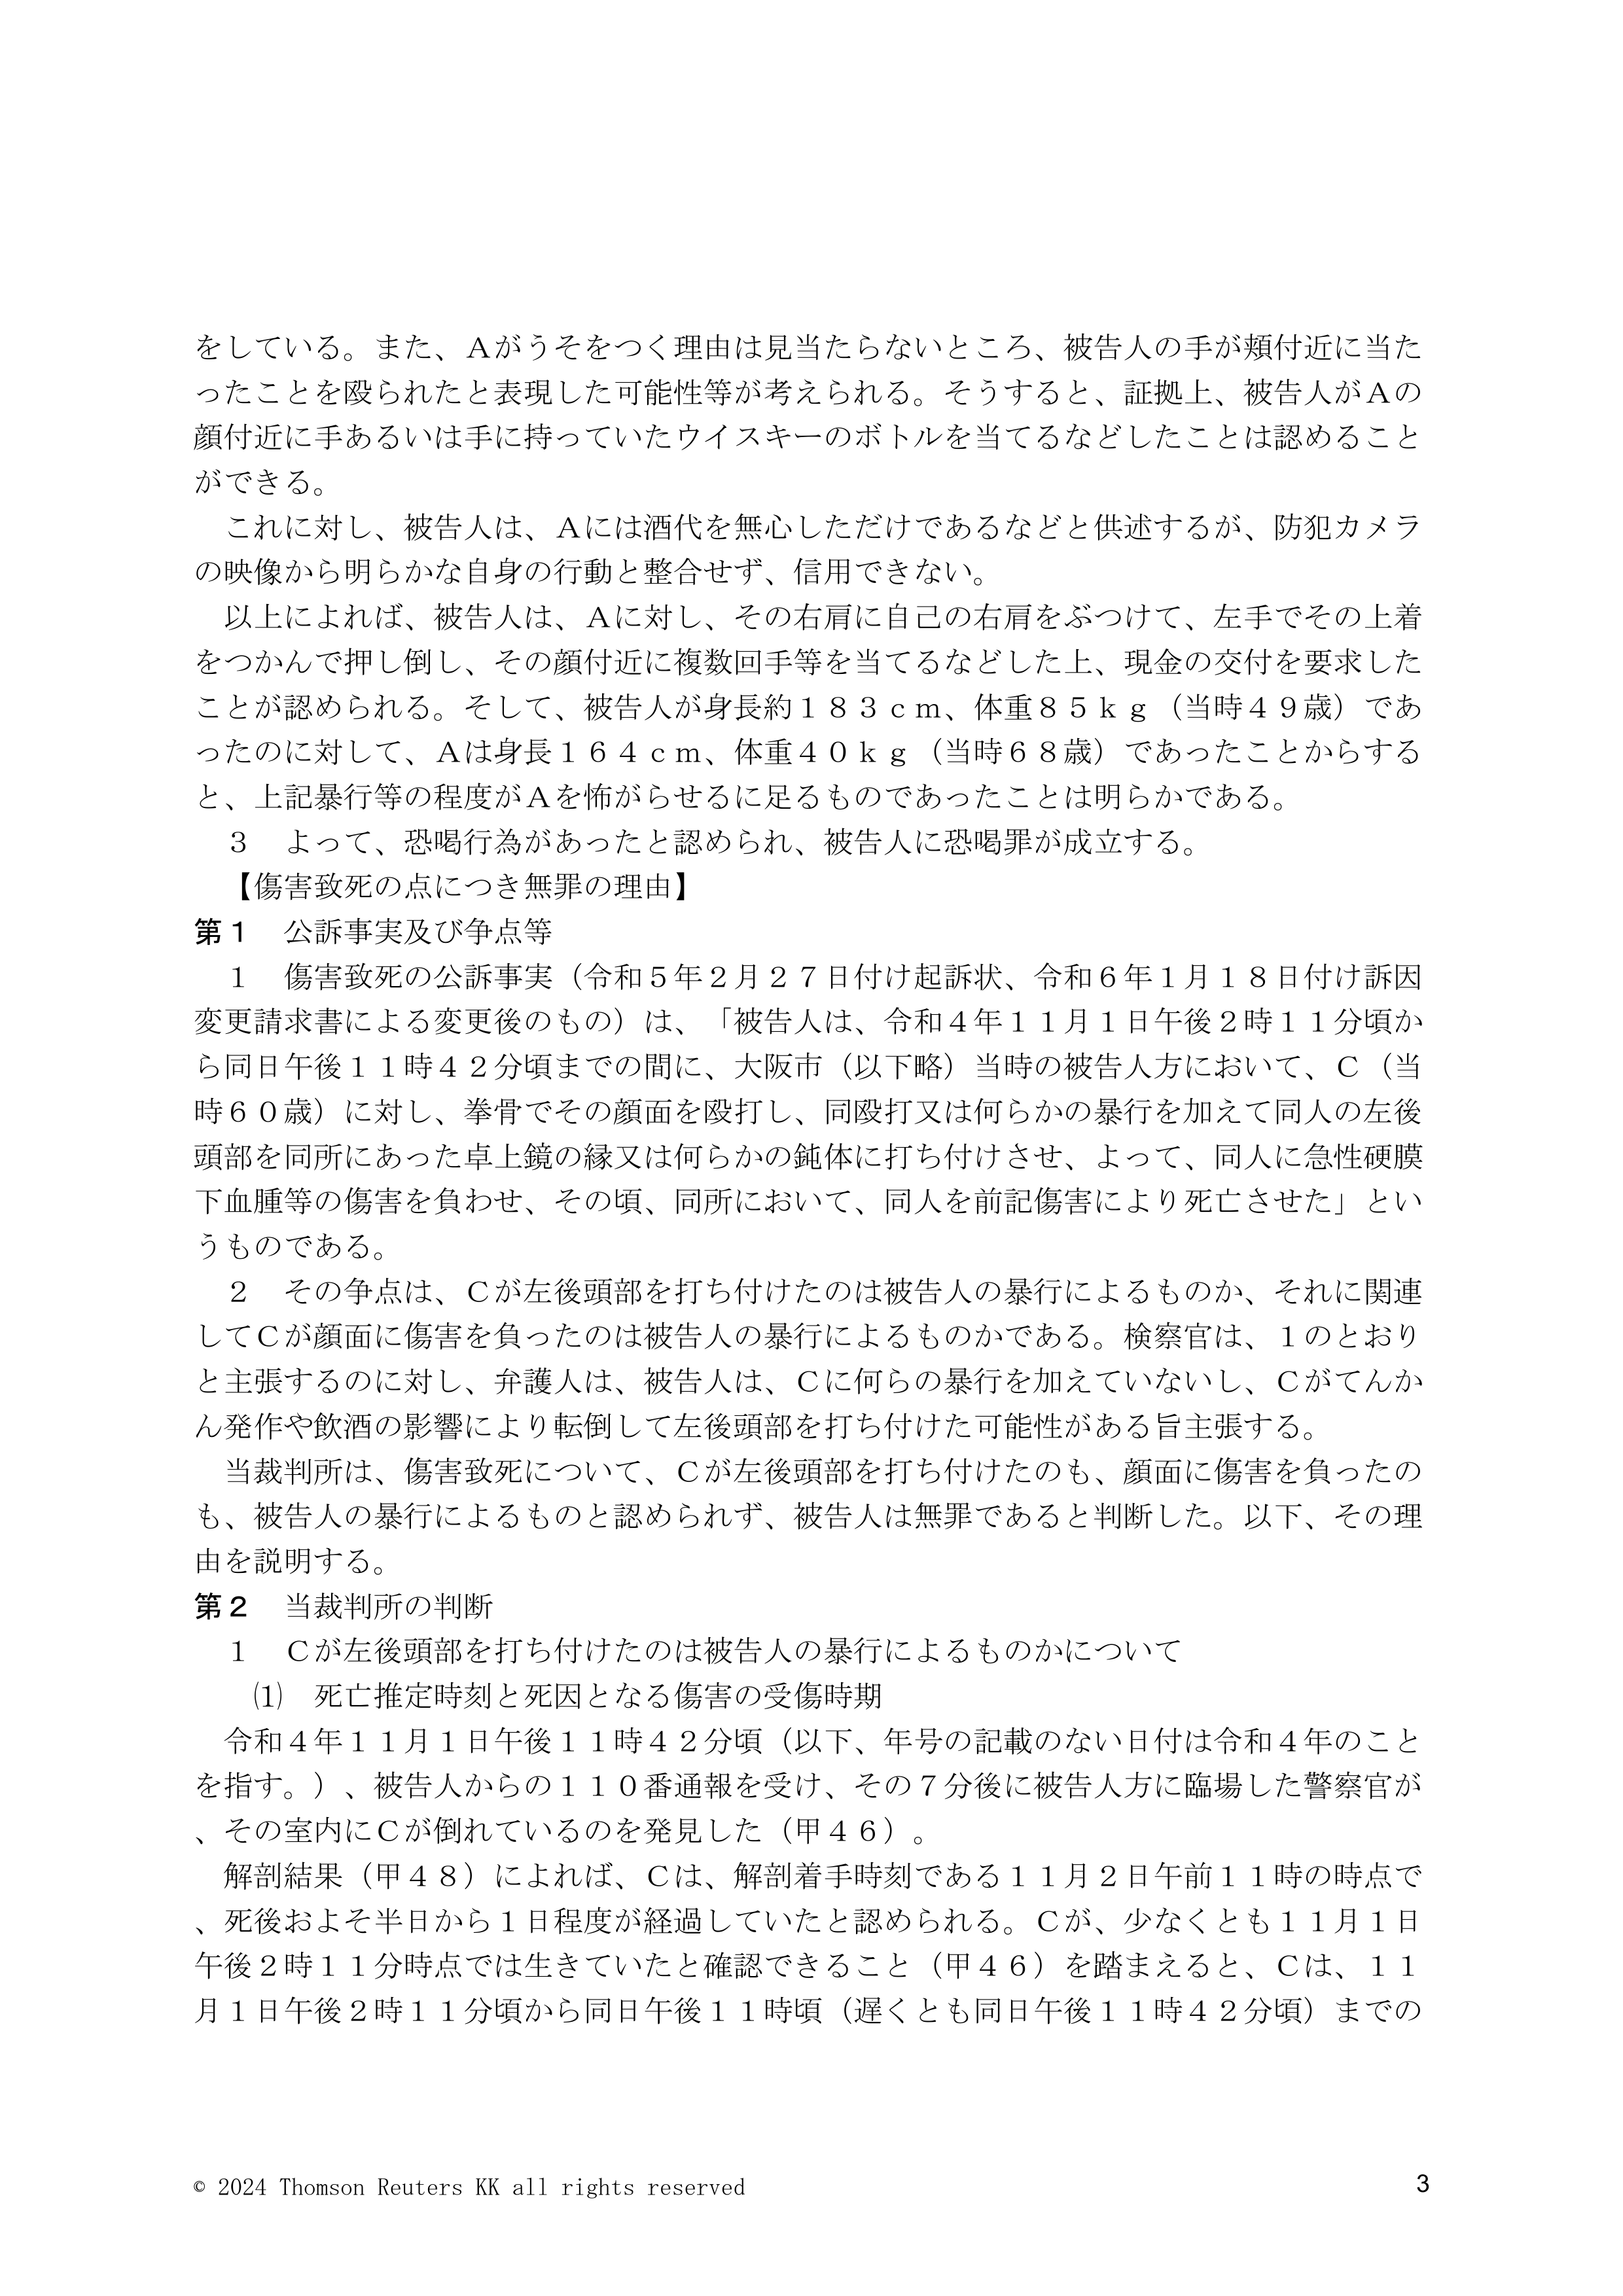 をしている。また、Ａがうそをつく理由は見当たらないところ、被告人の手が頬付近に当た
ったことを殴られたと表現した可能性等が考えられる。そうすると、証拠上、被告人がＡの
顔付近に手あるいは手に持っていたウイスキーのボトルを当てるなどしたことは認めること
ができる。
　これに対し、被告人は、Ａには酒代を無心しただけであるなどと供述するが、防犯カメラ
の映像から明らかな自身の行動と整合せず、信用できない。
　以上によれば、被告人は、Ａに対し、その右肩に自己の右肩をぶつけて、左手でその上着
をつかんで押し倒し、その顔付近に複数回手等を当てるなどした上、現金の交付を要求した
ことが認められる。そして、被告人が身長約１８３ｃｍ、体重８５ｋｇ（当時４９歳）であ
ったのに対して、Ａは身長１６４ｃｍ、体重４０ｋｇ（当時６８歳）であったことからする
と、上記暴行等の程度がＡを怖がらせるに足るものであったことは明らかである。
　３　よって、恐喝行為があったと認められ、被告人に恐喝罪が成立する。
　【傷害致死の点につき無罪の理由】
第１　公訴事実及び争点等
　１　傷害致死の公訴事実（令和５年２月２７日付け起訴状、令和６年１月１８日付け訴因
変更請求書による変更後のもの）は、「被告人は、令和４年１１月１日午後２時１１分頃か
ら同日午後１１時４２分頃までの間に、大阪市（以下略）当時の被告人方において、Ｃ（当
時６０歳）に対し、拳骨でその顔面を殴打し、同殴打又は何らかの暴行を加えて同人の左後
頭部を同所にあった卓上鏡の縁又は何らかの鈍体に打ち付けさせ、よって、同人に急性硬膜
下血腫等の傷害を負わせ、その頃、同所において、同人を前記傷害により死亡させた」とい
うものである。
　２　その争点は、Ｃが左後頭部を打ち付けたのは被告人の暴行によるものか、それに関連
してＣが顔面に傷害を負ったのは被告人の暴行によるものかである。検察官は、１のとおり
と主張するのに対し、弁護人は、被告人は、Ｃに何らの暴行を加えていないし、Ｃがてんか
ん発作や飲酒の影響により転倒して左後頭部を打ち付けた可能性がある旨主張する。
　当裁判所は、傷害致死について、Ｃが左後頭部を打ち付けたのも、顔面に傷害を負ったの
も、被告人の暴行によるものと認められず、被告人は無罪であると判断した。以下、その理
由を説明する。
第２　当裁判所の判断
　１　Ｃが左後頭部を打ち付けたのは被告人の暴行によるものかについて
　　⑴　死亡推定時刻と死因となる傷害の受傷時期
　令和４年１１月１日午後１１時４２分頃（以下、年号の記載のない日付は令和４年のこと
を指す。）、被告人からの１１０番通報を受け、その７分後に被告人方に臨場した警察官が
、その室内にＣが倒れているのを発見した（甲４６）。
　解剖結果（甲４８）によれば、Ｃは、解剖着手時刻である１１月２日午前１１時の時点で
、死後およそ半日から１日程度が経過していたと認められる。Ｃが、少なくとも１１月１日
午後２時１１分時点では生きていたと確認できること（甲４６）を踏まえると、Ｃは、１１
月１日午後２時１１分頃から同日午後１１時頃（遅くとも同日午後１１時４２分頃）までの
© 2024 Thomson Reuters KK all rights reserved
3